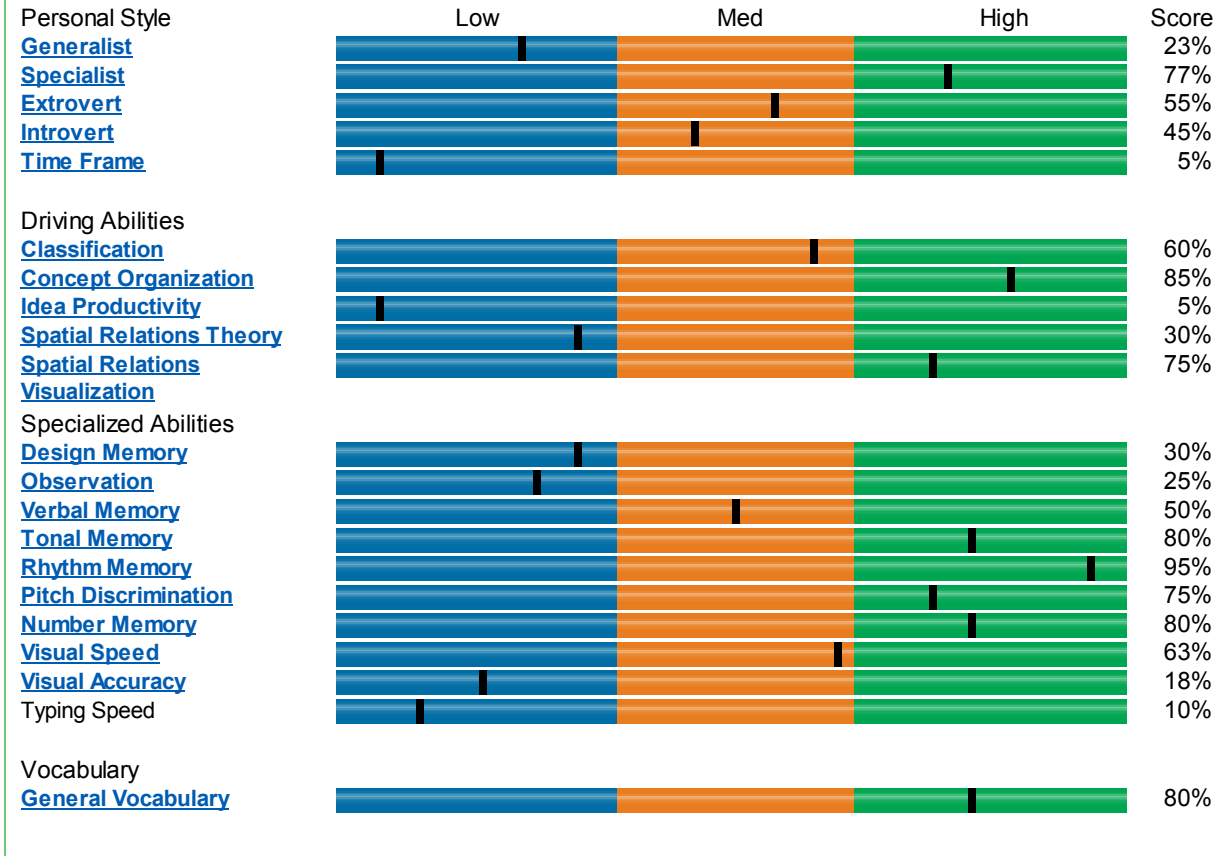 Personal Style Low Med High Score
Generalist 23%
Specialist 77%
Extrovert 55%
Introvert 45%
Time Frame 5%
Driving Abilities
Classification 60%
Concept Organization 85%
Idea Productivity 5%
Spatial Relations Theory 30%
Spatial Relations 75%
Visualization
Specialized Abilities
Design Memory 30%
Observation 25%
Verbal Memory 50%
Tonal Memory 80%
Rhythm Memory 95%
Pitch Discrimination 75%
Number Memory 80%
Visual Speed 63%
Visual Accuracy 18%
Typing Speed 10%
Vocabulary
General Vocabulary 80%